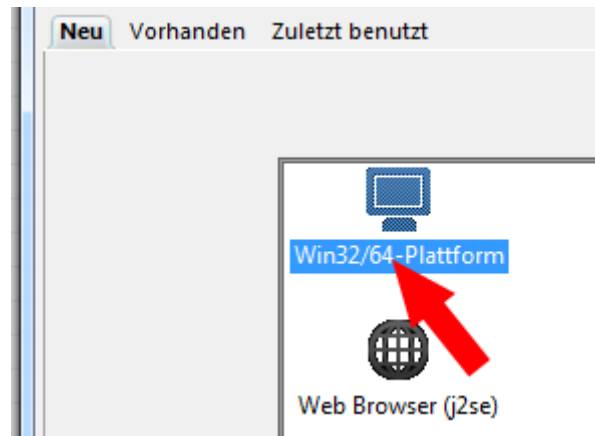 Neu Vorhanden Zuletzt benutzt
Win32/64-Plattform
Web Browser (j2se)